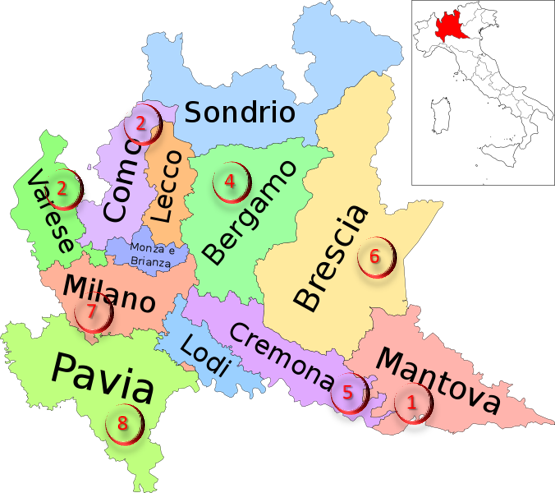 Sondrio
2
Como
Lecco
4
Bergamo
2
Varese
Monza e
Brianza
Brescia
6
Milano
7
Lodi
Cremona
5
Mantova
1
Pavia
8